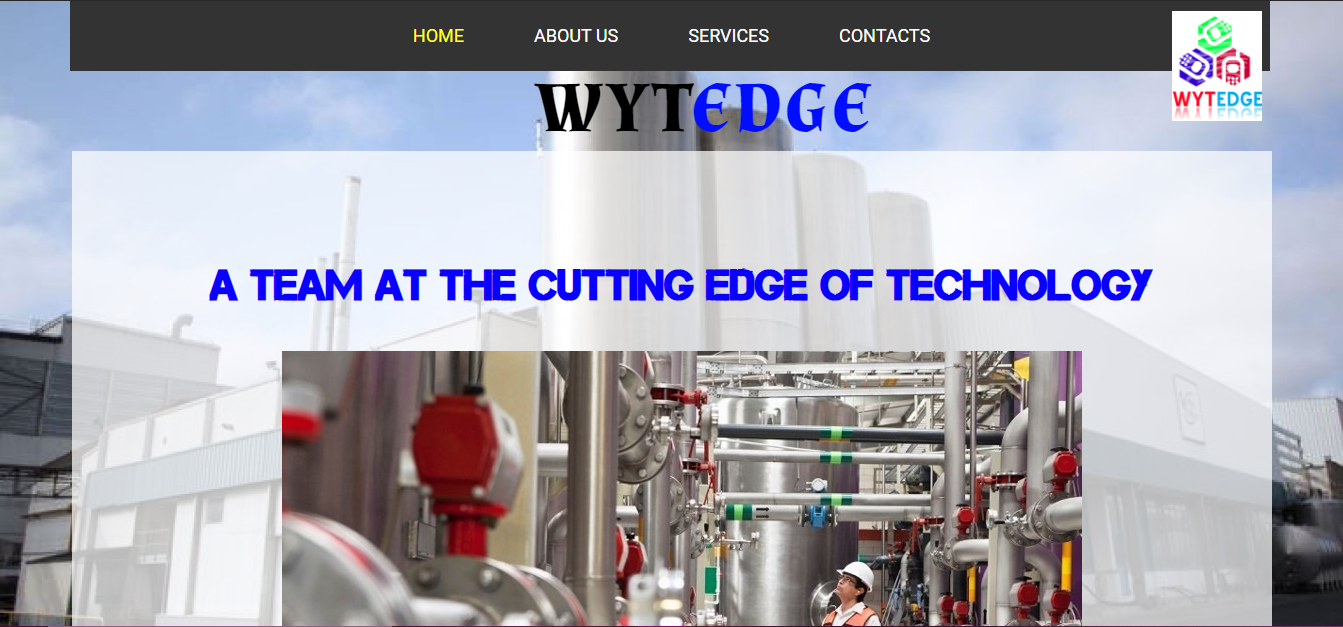 HOME ABOUT US SERVICES CONTACTS
WYTEDGE
WYTEDGE
A TEAM AT THE CUTTING EDGE OF TECHNOLOGY